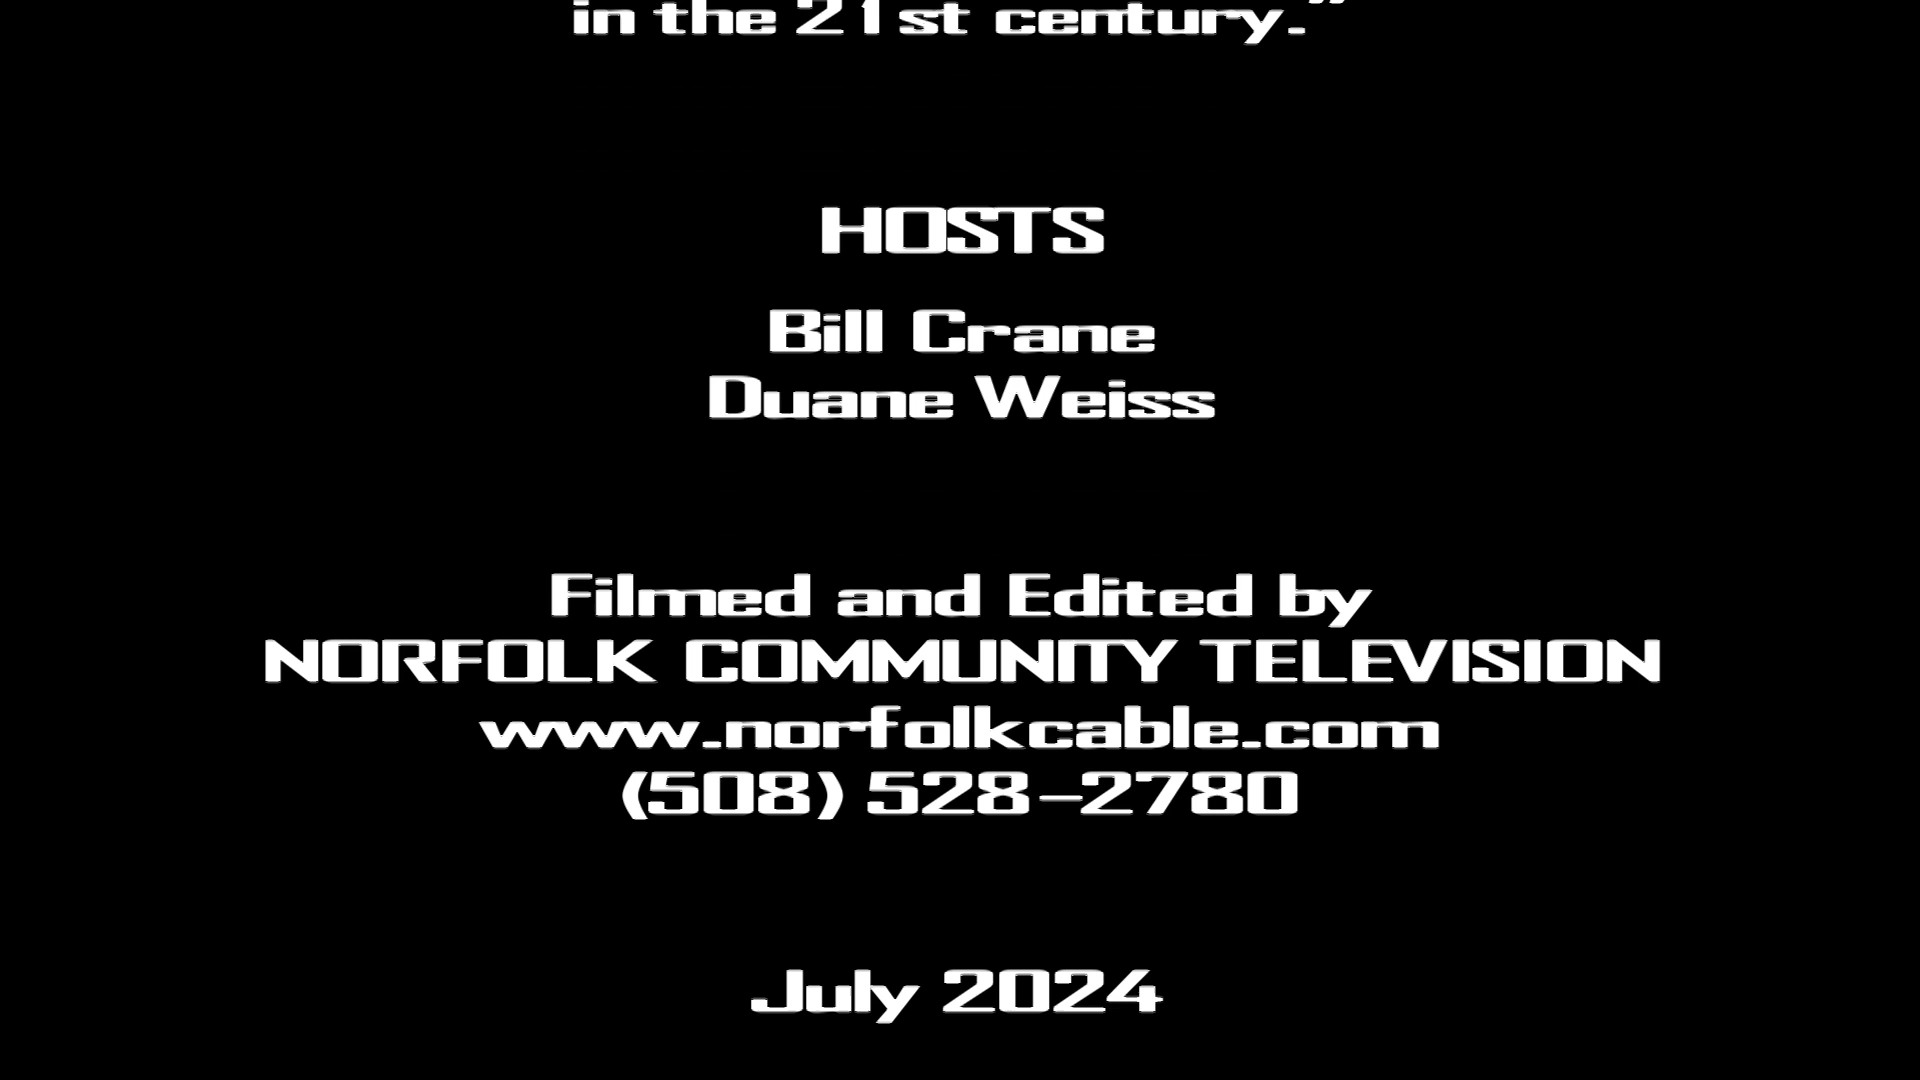 in the 21st century.”
HOSTS
Bill Crane
Duane Weiss
Filmed and Edited by
NORFOLK COMMUNITY TELEVISION
www.norfolkcable.com
(508) 528-2780
July 2024